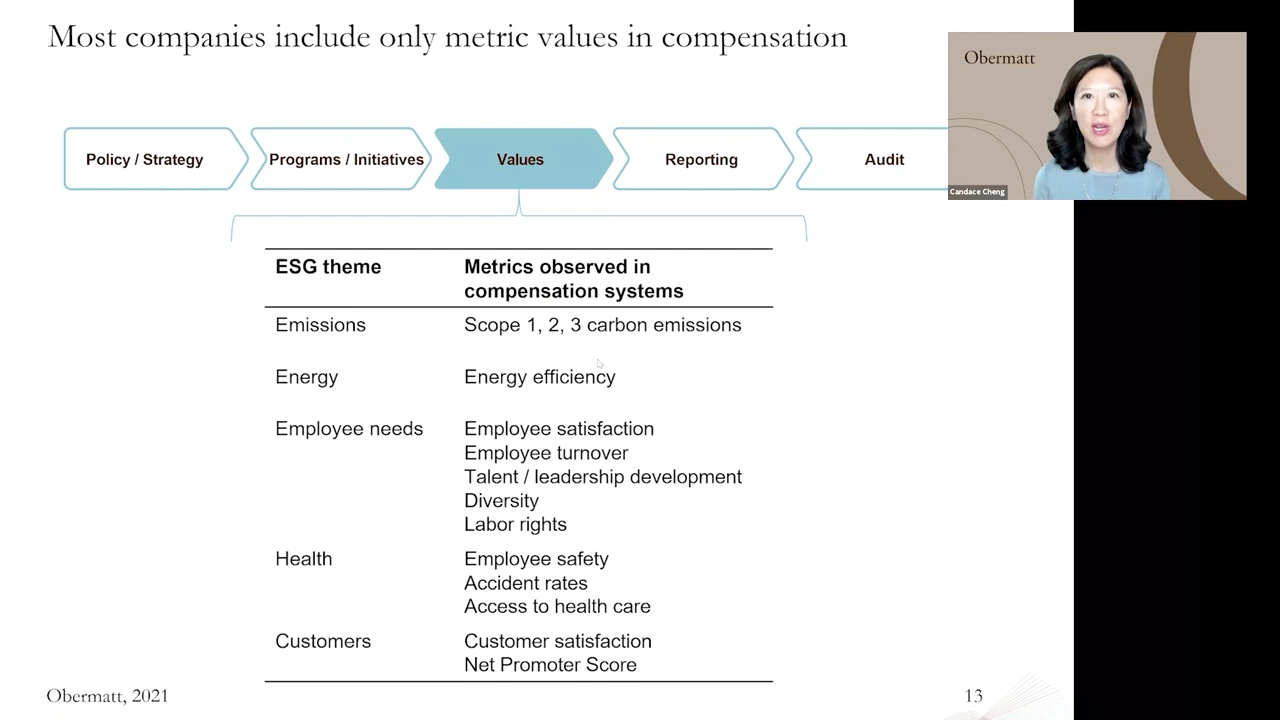 Most companies include only metric values in compensation
Obermatt
Policy / Strategy
Programs / Initiatives
Values
Reporting
Audit
Candace Cheng
ESG theme
Metrics observed in
compensation systems
Emissions
Scope 1, 2, 3 carbon emissions
Energy
Energy efficiency
Employee needs
Employee satisfaction
Employee turnover
Talent / leadership development
Diversity
Labor rights
Health
Employee safety
Accident rates
Access to health care
Customers
Customer satisfaction
Net Promoter Score
Obermatt, 2021
13